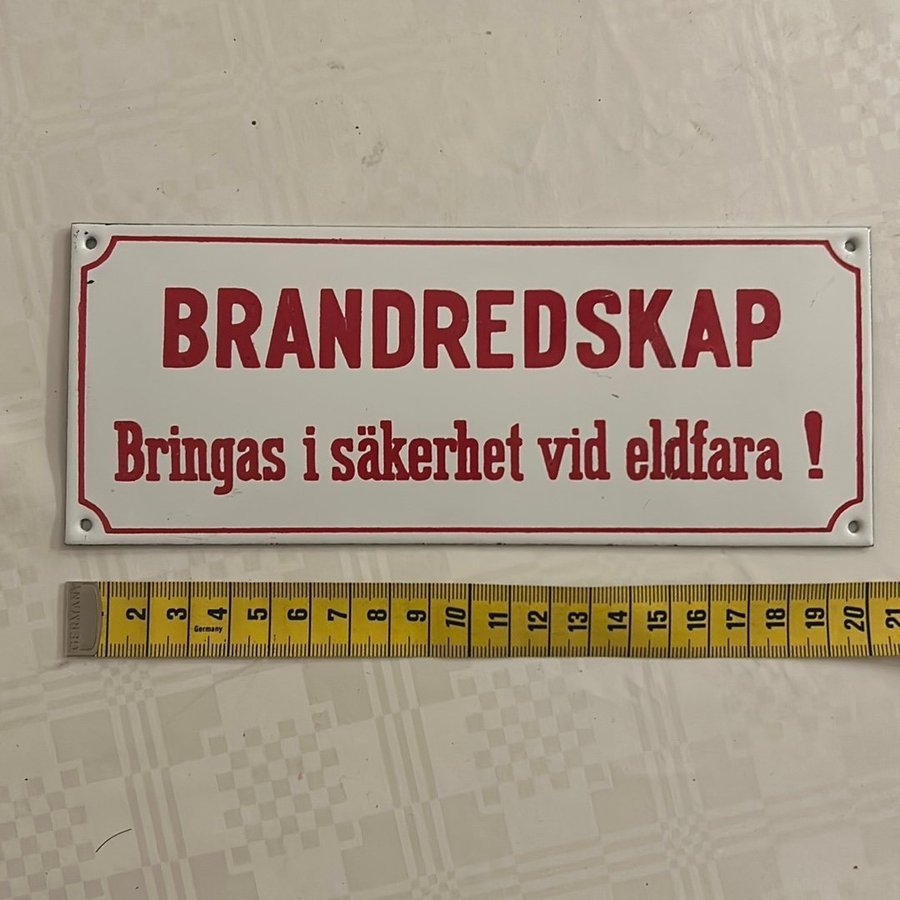 BRANDREDSKAP
Bringas i säkerhet vid eldfara !
GERMANY 2 3 4 5 6 7 8 9 10 11 12 13 14 15 16 17 18 19 20 21
Germany